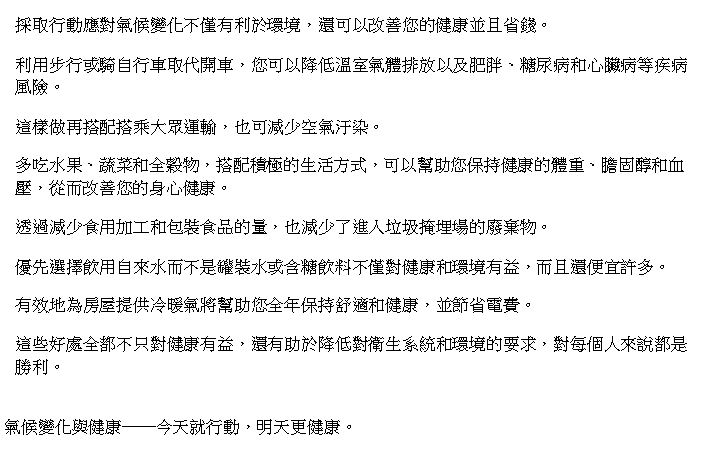 採取行動應對氣候變化不僅有利於環境，還可以改善您的健康並且省錢。
利用步行或騎自行車取代開車，您可以降低溫室氣體排放以及肥胖、糖尿病和心臟病等疾病
風險。
這樣做再搭配搭乘大眾運輸，也可減少空氣汙染。
多吃水果、蔬菜和全穀物，搭配積極的生活方式，可以幫助您保持健康的體重、膽固醇和血
壓，從而改善您的身心健康。
透過減少食用加工和包裝食品的量，也減少了進入垃圾掩埋場的廢棄物。
優先選擇飲用自來水而不是罐裝水或含糖飲料不僅對健康和環境有益，而且還便宜許多。
有效地為房屋提供冷暖氣將幫助您全年保持舒適和健康，並節省電費。
這些好處全都不只對健康有益，還有助於降低對衛生系統和環境的要求，對每個人來說都是
勝利。
氣候變化與健康——今天就行動，明天更健康。